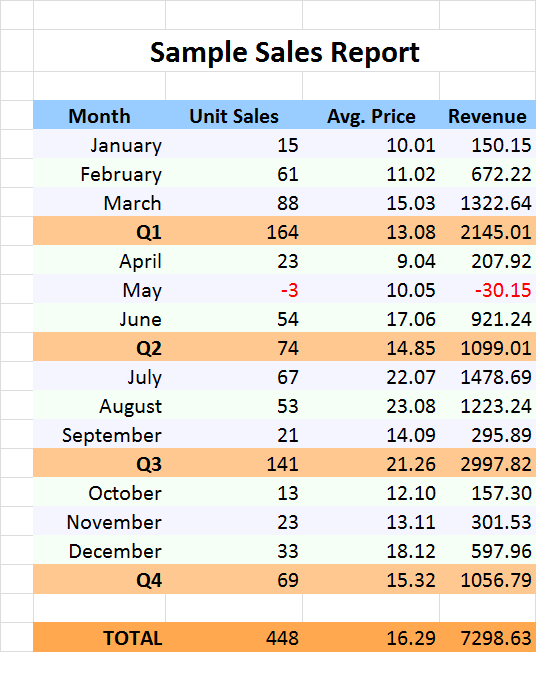 Sample Sales Report
Month Unit Sales Avg. Price Revenue
January 15 10.01 150.15
February 61 11.02 672.22
March 88 15.03 1322.64
Q1 164 13.08 2145.01
April 23 9.04 207.92
May -3 10.05 -30.15
June 54 17.06 921.24
Q2 74 14.85 1099.01
July 67 22.07 1478.69
August 53 23.08 1223.24
September 21 14.09 295.89
Q3 141 21.26 2997.82
October 13 12.10 157.30
November 23 13.11 301.53
December 33 18.12 597.96
Q4 69 15.32 1056.79
TOTAL 448 16.29 7298.63